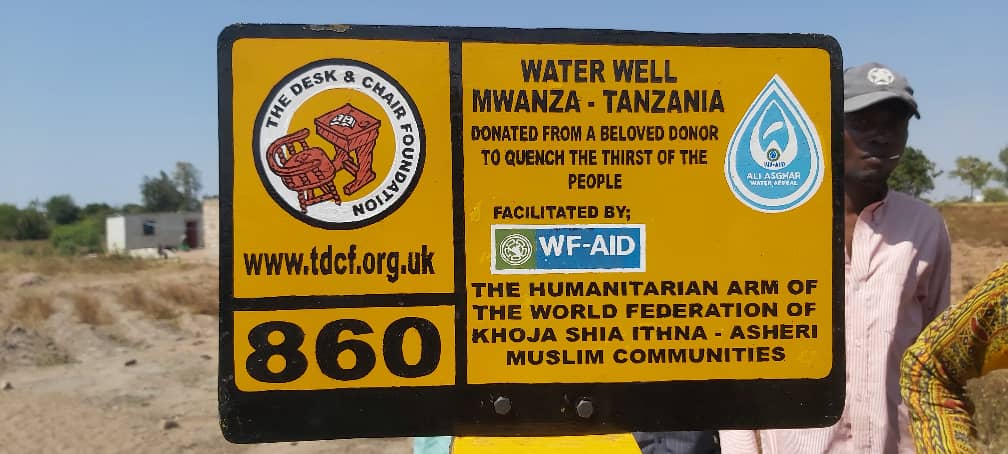 THE DESK & CHAIR FOUNDATION
www.tdcf.org.uk
860
WATER WELL
MWANZA - TANZANIA
DONATED FROM A BELOVED DONOR
TO QUENCH THE THIRST OF THE
PEOPLE
WF-AID
ALI ASGHAR
WATER APPEAL
FACILITATED BY;
WF-AID
THE HUMANITARIAN ARM OF
THE WORLD FEDERATION OF
KHOJA SHIA ITHNA - ASHERI
MUSLIM COMMUNITIES